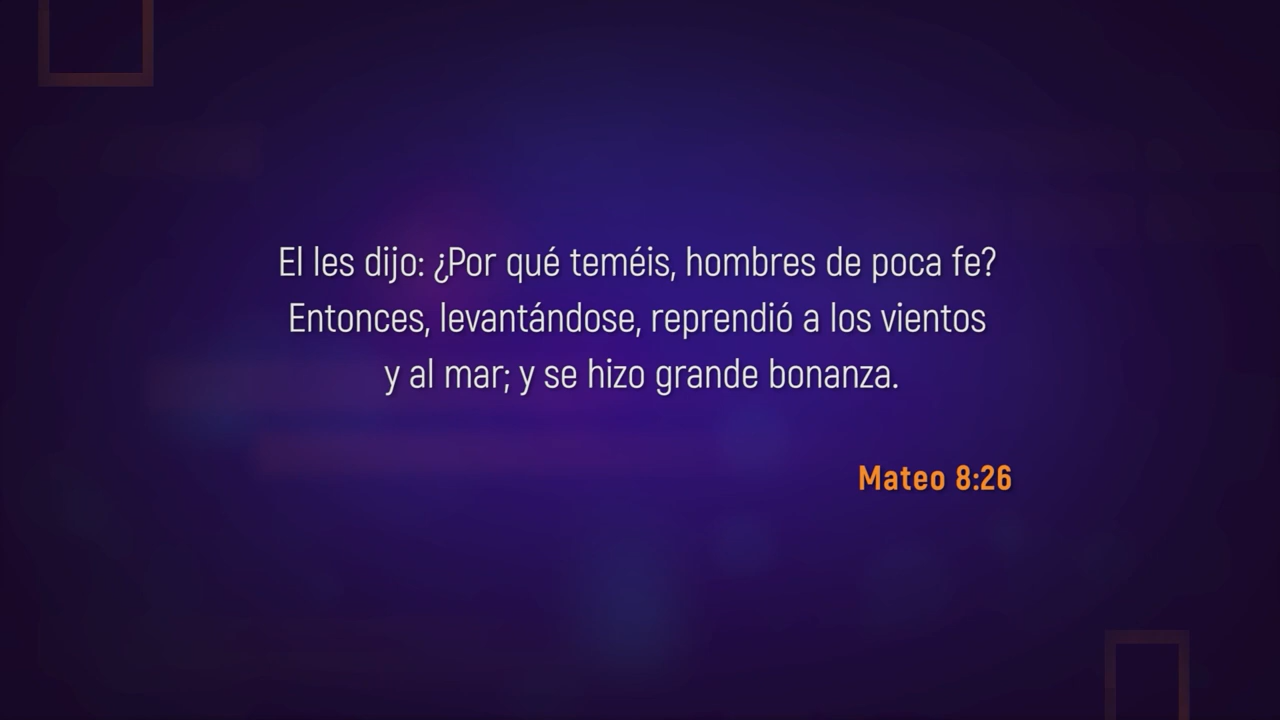 El les dijo: ¿Por qué teméis, hombres de poca fe?
Entonces, levantándose, reprendió a los vientos
y al mar; y se hizo grande bonanza.
Mateo 8:26